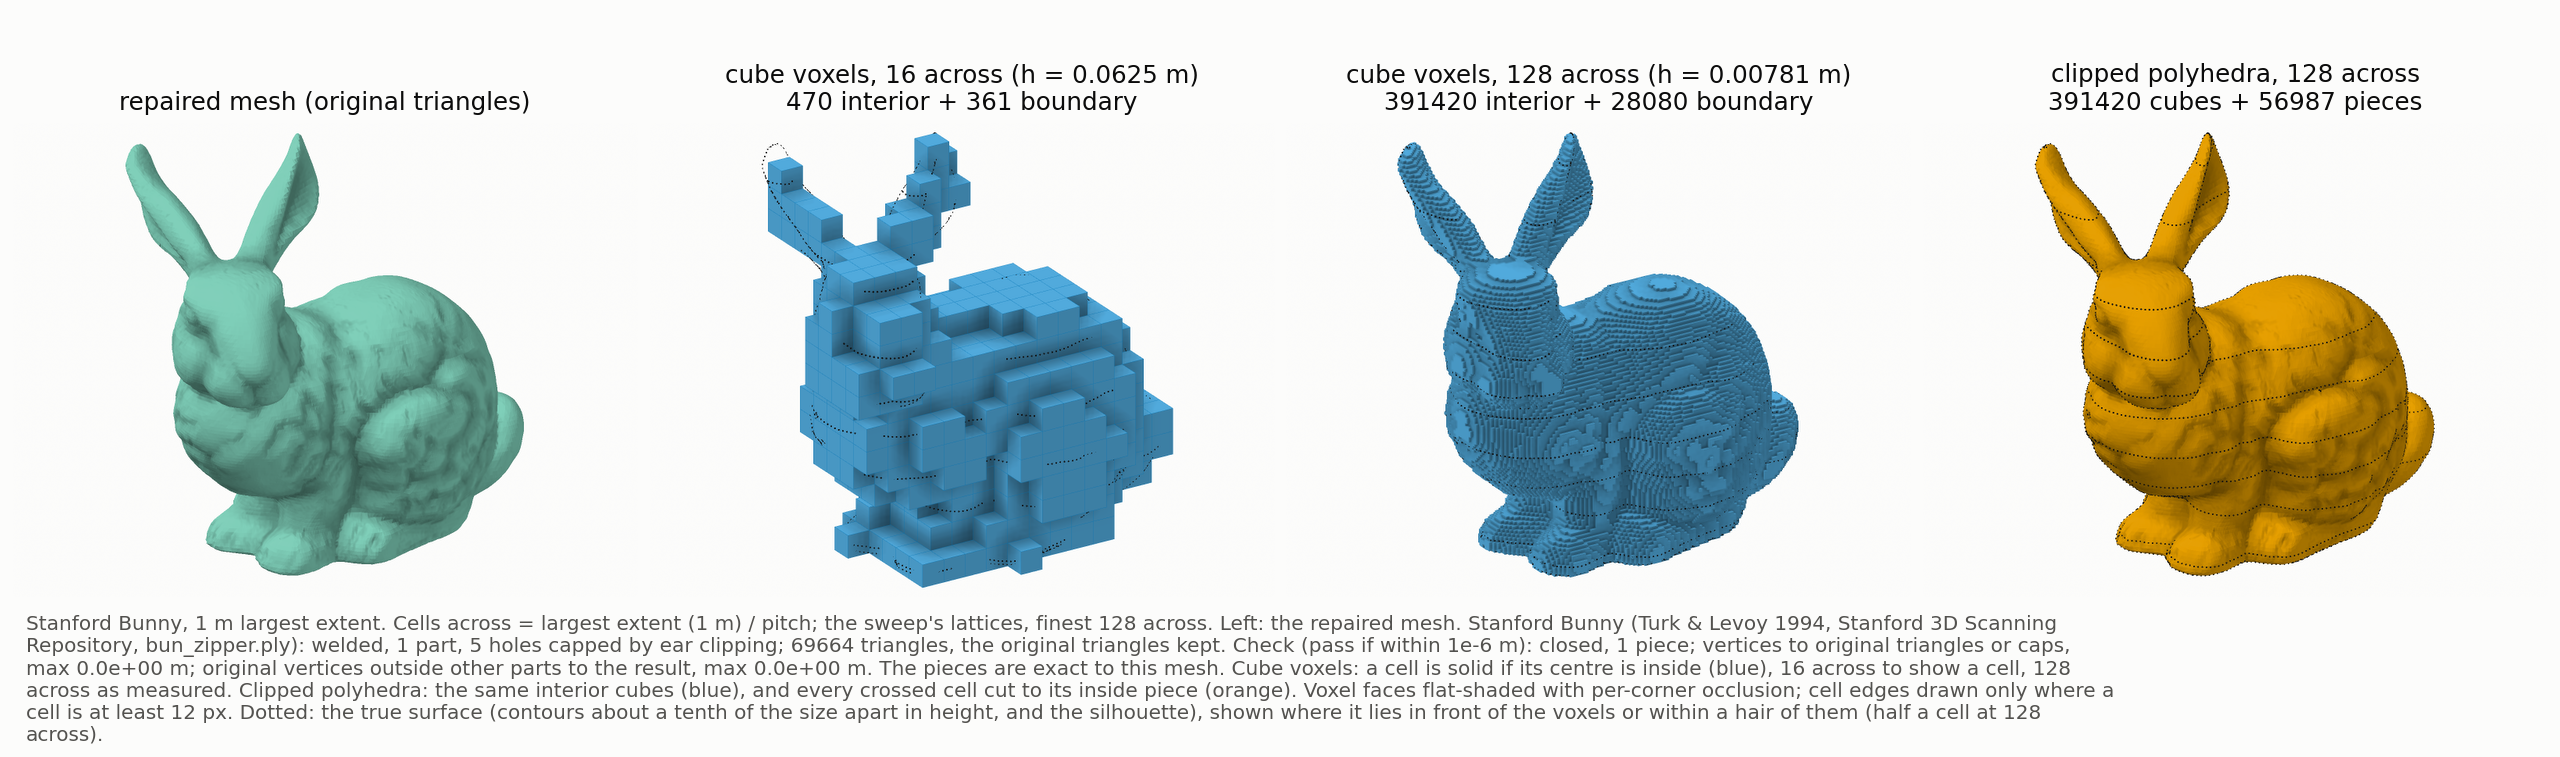 repaired mesh (original triangles)
cube voxels, 16 across (h = 0.0625 m)
470 interior + 361 boundary
cube voxels, 128 across (h = 0.00781 m)
391420 interior + 28080 boundary
clipped polyhedra, 128 across
391420 cubes + 56987 pieces
Stanford Bunny, 1 m largest extent. Cells across = largest extent (1 m) / pitch; the sweep's lattices, finest 128 across. Left: the repaired mesh. Stanford Bunny (Turk & Levoy 1994, Stanford 3D Scanning
Repository, bun_zipper.ply): welded, 1 part, 5 holes capped by ear clipping; 69664 triangles, the original triangles kept. Check (pass if within 1e-6 m): closed, 1 piece; vertices to original triangles or caps,
max 0.0e+00 m; original vertices outside other parts to the result, max 0.0e+00 m. The pieces are exact to this mesh. Cube voxels: a cell is solid if its centre is inside (blue), 16 across to show a cell, 128
across as measured. Clipped polyhedra: the same interior cubes (blue), and every crossed cell cut to its inside piece (orange). Voxel faces flat-shaded with per-corner occlusion; cell edges drawn only where a
cell is at least 12 px. Dotted: the true surface (contours about a tenth of the size apart in height, and the silhouette), shown where it lies in front of the voxels or within a hair of them (half a cell at 128
across).